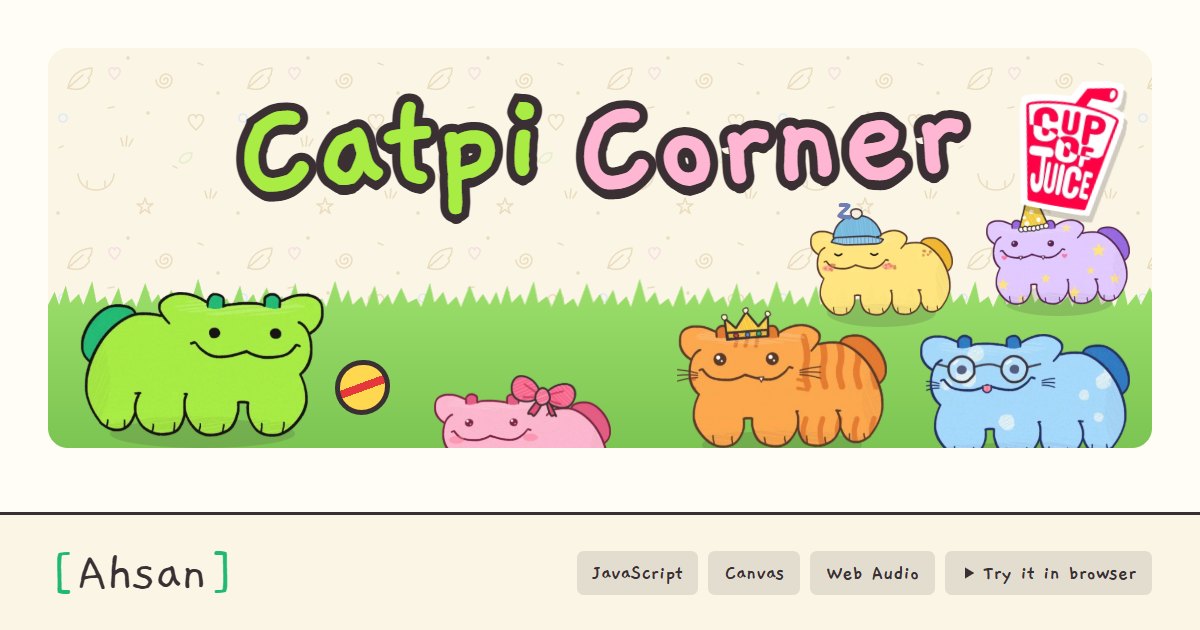 Catpi Corner
CUP
OF
JUICE
Z
[Ahsan]
JavaScript
Canvas
Web Audio
▶ Try it in browser